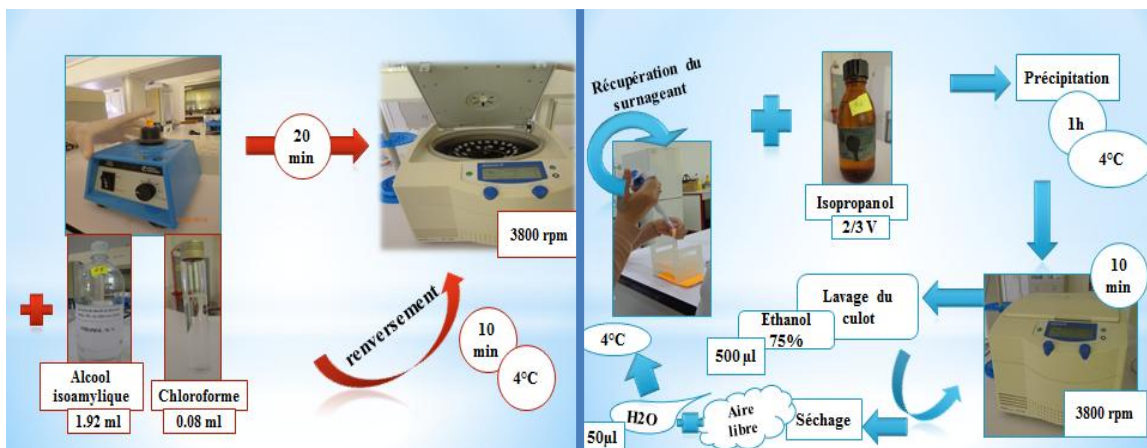 20
min
3800 rpm
renversement
10
min
4°C
Alcool
isoamylique
1.92 ml
Chloroforme
0.08 ml
Récupération du
surnageant
Isopropanol
2/3 V
Précipitation
1h
4°C
10
min
3800 rpm
Lavage du
culot
Ethanol
75%
500 µl
Séchage
Aire
libre
H2O
50µl
4°C